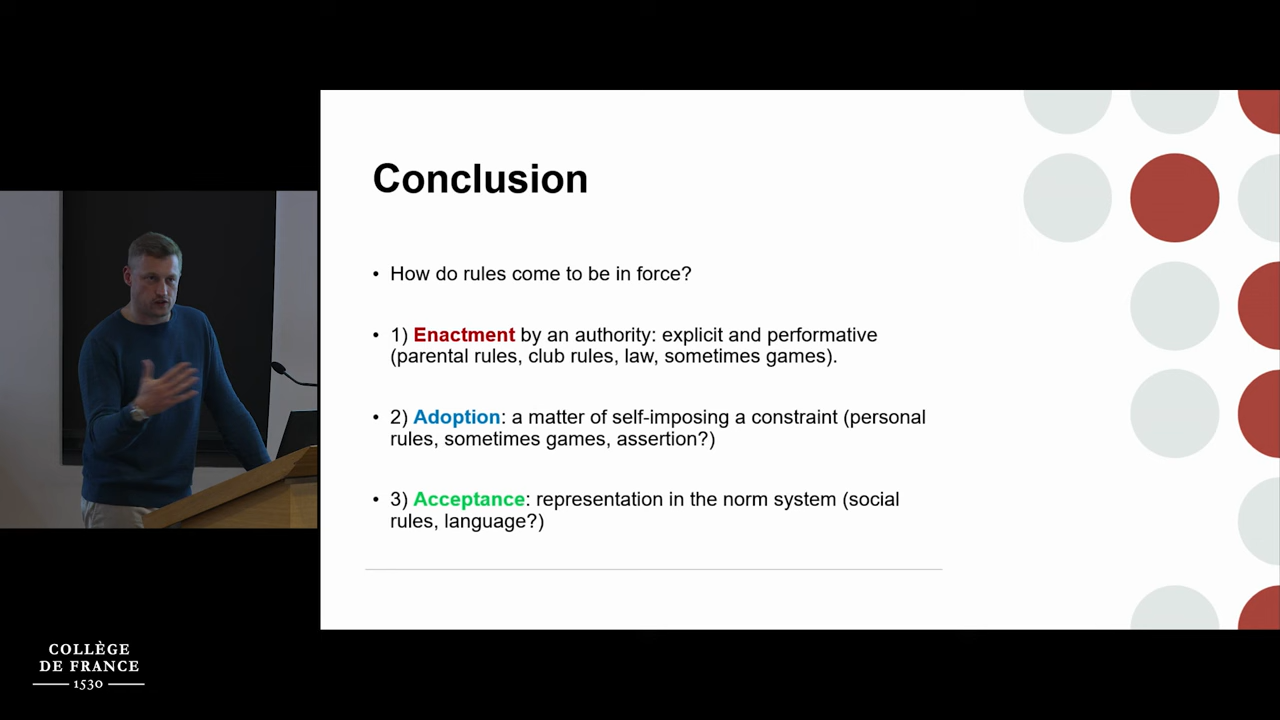 Conclusion
• How do rules come to be in force?
• 1) Enactment by an authority: explicit and performative
(parental rules, club rules, law, sometimes games).
• 2) Adoption: a matter of self-imposing a constraint (personal
rules, sometimes games, assertion?)
• 3) Acceptance: representation in the norm system (social
rules, language?)
COLLÈGE
DE FRANCE
1530